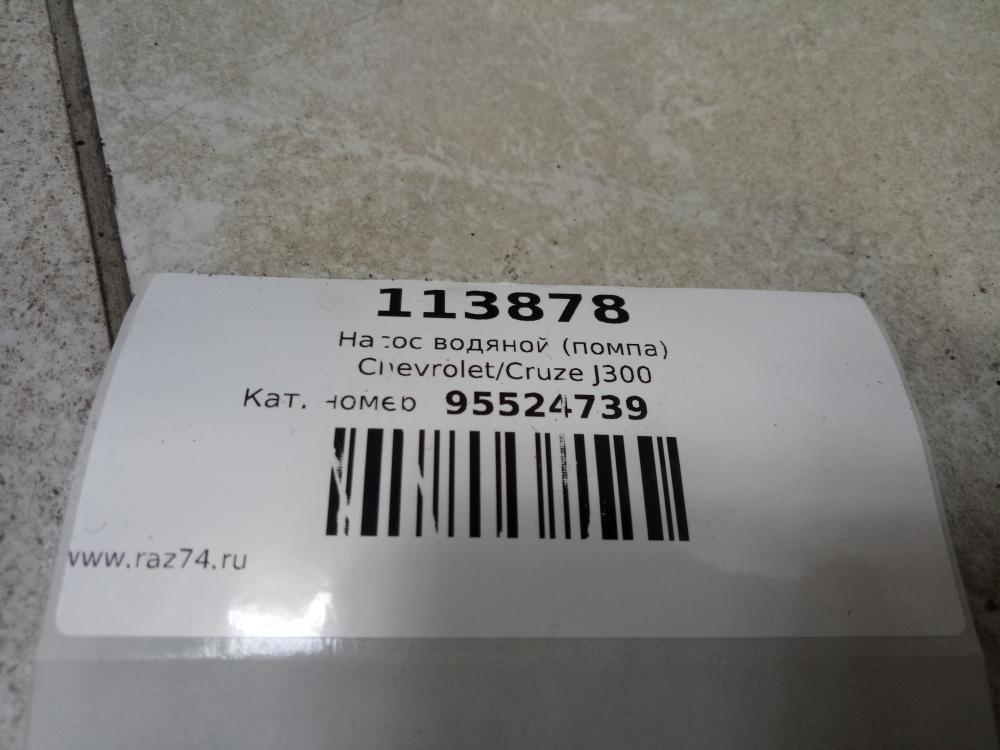 113878
Насос водяной (помпа)
Chevrolet/Cruze J300
Кат. номер 95524739
www.raz74.ru